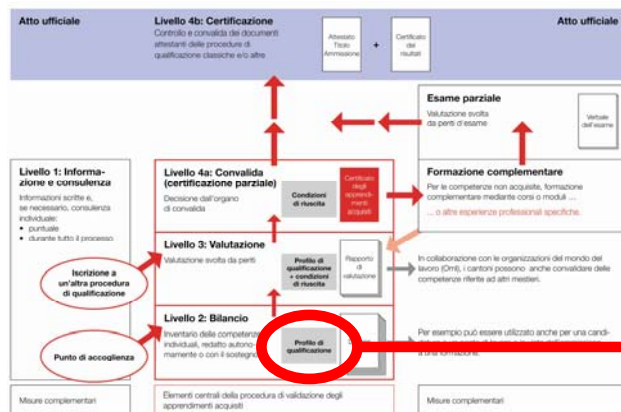 Atto ufficiale
Livello 4b: Certificazione
Controllo e convalida dei documenti
attestanti delle procedure di
qualificazione classiche e/o altre
Attestato
Titolo
Ammissione
+
Certificato
dei
risultati
Atto ufficiale
Esame parziale
Valutazione svolta
da periti d'esame
Verbale
dell'esame
Livello 1: Informa-
zione e consulenza
Informazioni scritte e,
se necessario, consulenza
individuale:
• puntuale
• durante tutto il processo
Livello 4a: Convalida
(certificazione parziale)
Decisione dall'organo
di convalida
Condizioni
di riuscita
Certificato
degli
apprendi-
menti
acquisiti
Formazione complementare
Per le competenze non acquisite, formazione
complementare mediante corsi o moduli ...
... o altre esperienze professionali specifiche.
Iscrizione a
un'altra procedura
di qualificazione
Livello 3: Valutazione
Valutazione svolta da periti
Profilo di
qualificazione
+ condizioni
di riuscita
Rapporto
di
valutazione
In collaborazione con le organizzazioni del mondo del
lavoro (Oml), i cantoni possono anche convalidare delle
competenze riferite ad altri mestieri.
Punto di accoglienza
Livello 2: Bilancio
Inventario delle competenze
individuali, redatto autono-
mamente o con il sostegno
Profilo di
qualificazione
Per esempio può essere utilizzato anche per una candi-
a una formazione.
Misure complementari
Elementi centrali della procedura di validazione degli
apprendimenti acquisiti
Misure complementari